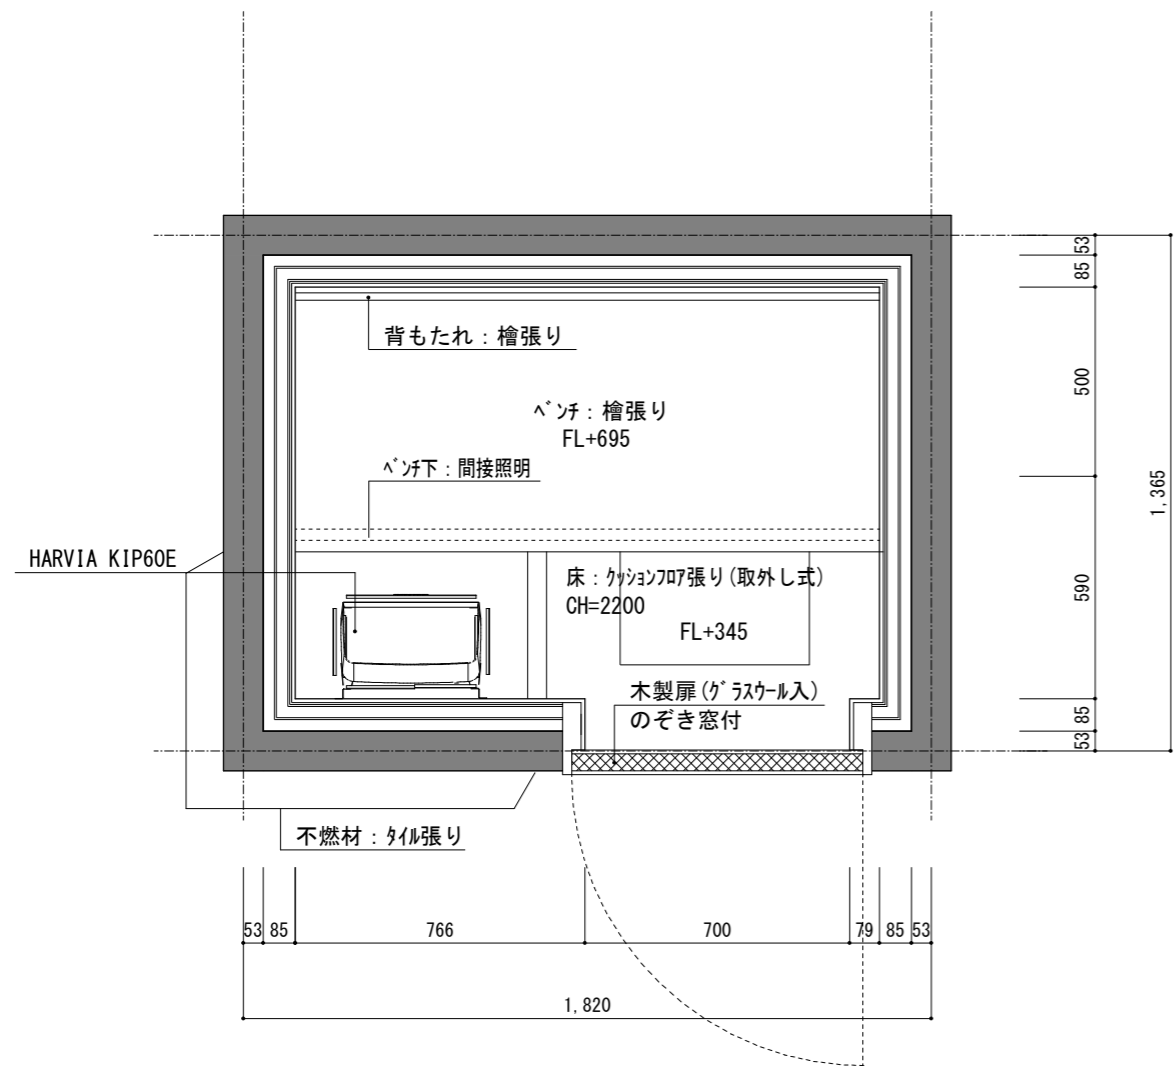 背もたれ：檜張り
ﾍﾞﾝﾁ：檜張り
FL+695
ﾍﾞﾝﾁ下：間接照明
HARVIA KIP60E
床：ｸｯｼｮﾝﾌﾛｱ張り(取外し式)
CH=2200
FL+345
木製扉(ｸﾞﾗｽｳｰﾙ入)
のぞき窓付
不燃材：ﾀｲﾙ張り
53
85
500
590
85
53
1,365
53 85 766 700 79 85 53
1,820